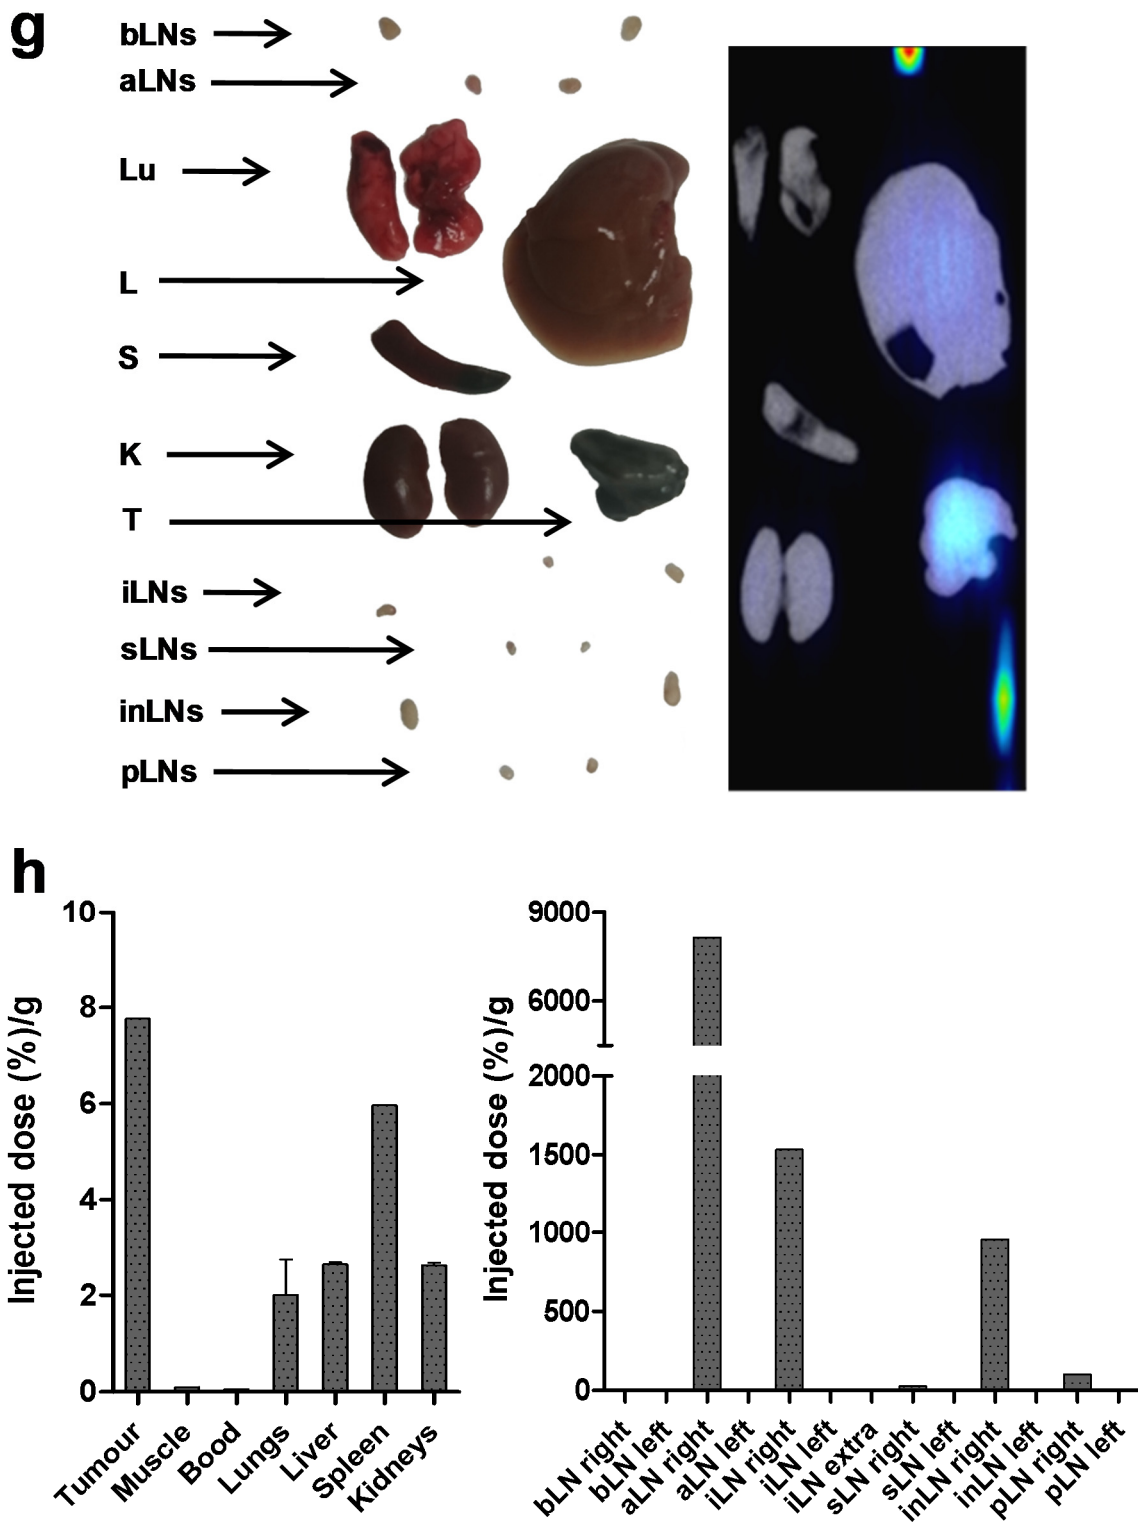 g
bLNs
aLNs
Lu
L
S
K
T
iLNs
sLNs
inLNs
pLNs
h
Injected dose (%)/g
10
8
6
4
2
0
Tumour
Muscle
Bood
Lungs
Liver
Spleen
Kidneys
Injected dose (%)/g
9000
6000
2000
1500
1000
500
0
bLN right
bLN left
aLN right
aLN left
iLN right
iLN left
iLN extra
sLN right
sLN left
inLN right
inLN left
pLN right
pLN left